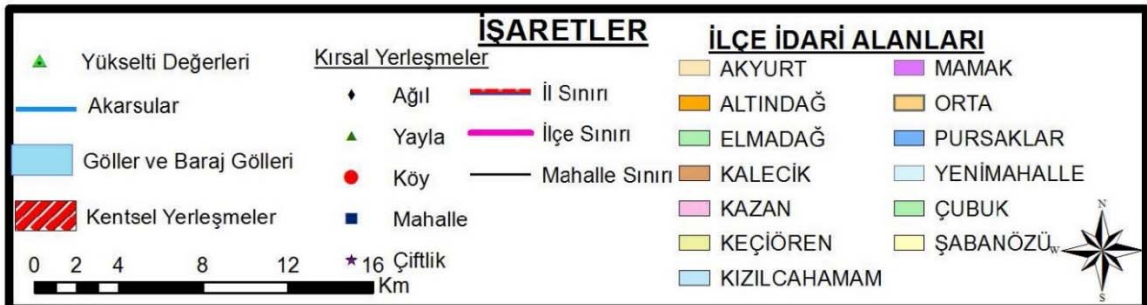 İŞARETLER
Yükselti Değerleri
Akarsular
Göller ve Baraj Gölleri
Kentsel Yerleşmeler
0 2 4 8 12 16
Km
Kırsal Yerleşmeler
Ağıl
Yayla
Köy
Mahalle
Çiftlik
İl Sınırı
İlçe Sınırı
Mahalle Sınırı
İLÇE İDARİ ALANLARI
AKYURT
ALTINDAĞ
ELMADAĞ
KALECİK
KAZAN
KEÇİÖREN
KIZILCAHAMAM
MAMAK
ORTA
PURSAKLAR
YENİMAHALLE
ÇUBUK
ŞABANÖZÜ
N
W
E
S